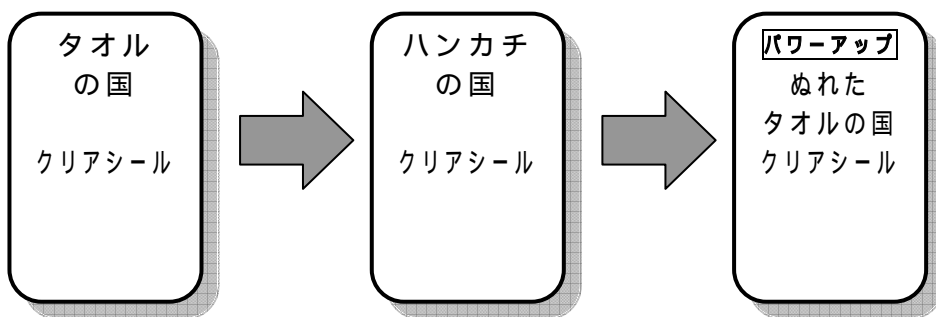 タオル
の国
クリアシール
ハンカチ
の国
クリアシール
パワーアップ
ぬれた
タオルの国
クリアシール